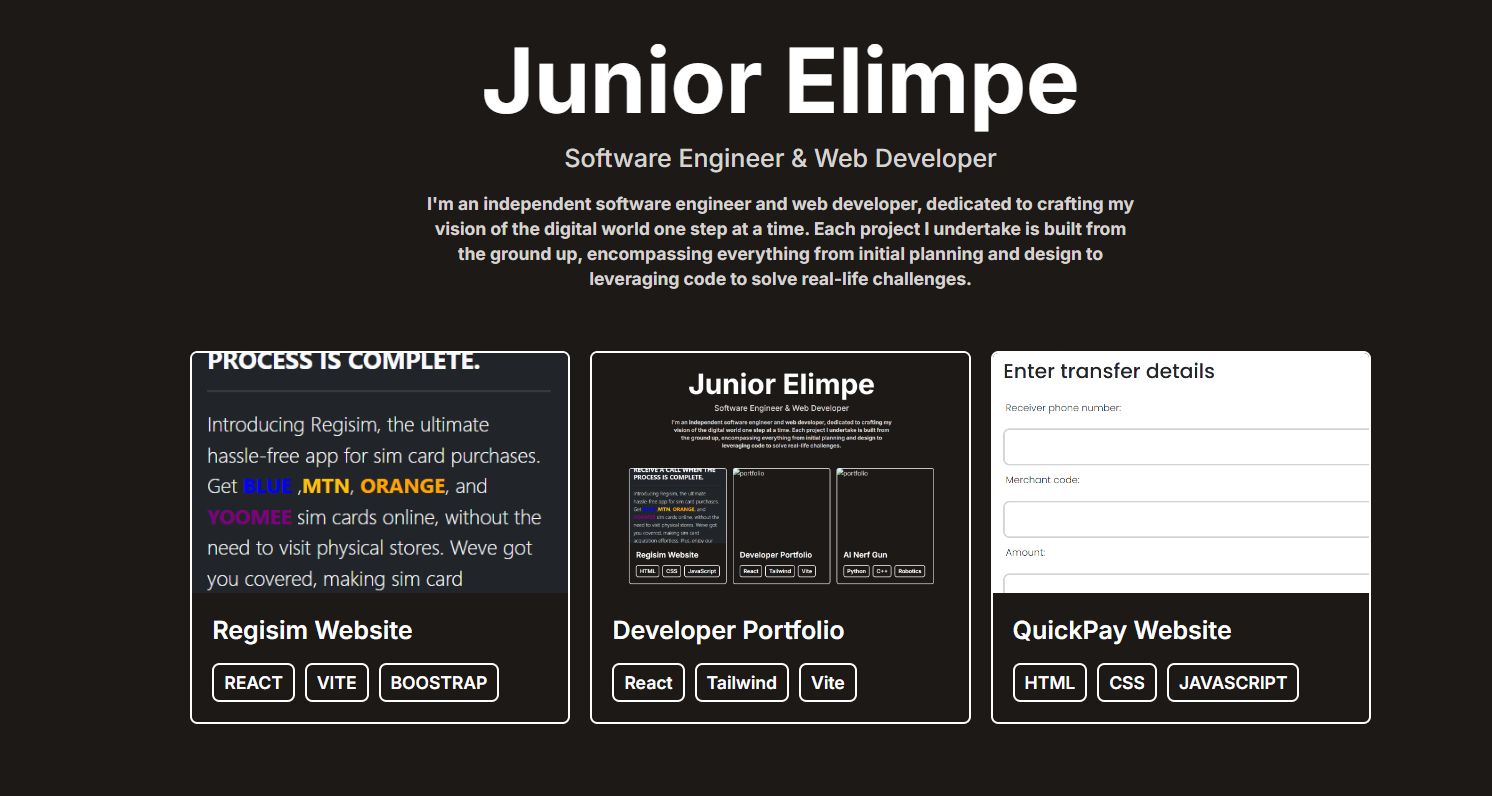 Junior Elimpe
Software Engineer & Web Developer
I'm an independent software engineer and web developer, dedicated to crafting my
vision of the digital world one step at a time. Each project I undertake is built from
the ground up, encompassing everything from initial planning and design to
leveraging code to solve real-life challenges.
PROCESS IS COMPLETE.
Introducing Regisim, the ultimate
hassle-free app for sim card purchases.
Get BLUE ,MTN, ORANGE, and
YOOMEE sim cards online, without the
need to visit physical stores. Weve got
you covered, making sim card
Regisim Website
REACT VITE BOOSTRAP
Junior Elimpe
Software Engineer & Web Developer
I'm an independent software engineer and web developer, dedicated to crafting my
vision of the digital world one step at a time. Each project I undertake is built from
the ground up, encompassing everything from initial planning and design to
leveraging code to solve real-life challenges.
RECEIVE A CALL WHEN THE
PROCESS IS COMPLETE.
Introducing Regisim, the ultimate
hassle-free app for sim card purchases.
Get BLUE ,MTN, ORANGE, and
YOOMEE sim cards online, without the
need to visit physical stores. Weve got
you covered, making sim card
acquisition effortless. Plus, enjoy our
Regisim Website
HTML CSS JavaScript
portfolio
Developer Portfolio
React Tailwind Vite
portfolio
AI Nerf Gun
Python C++ Robotics
Developer Portfolio
React Tailwind Vite
Enter transfer details
Receiver phone number:
Merchant code:
Amount:
QuickPay Website
HTML CSS JAVASCRIPT